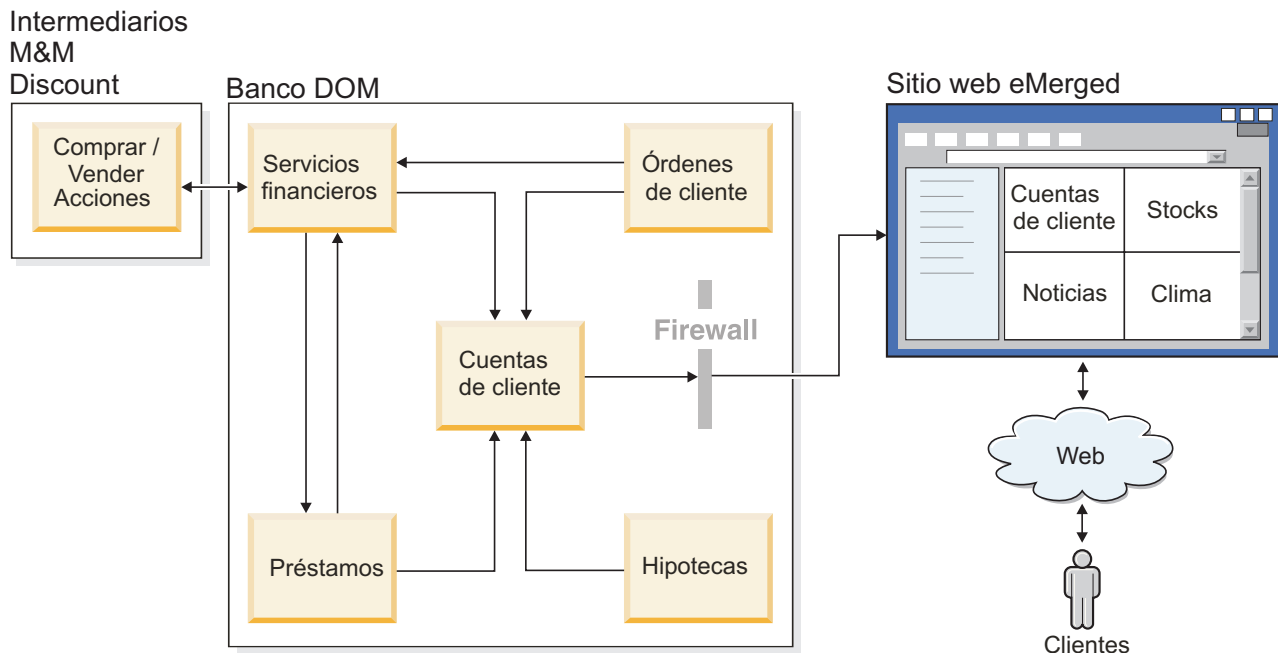 Intermediarios
M&M
Discount
Banco DOM
Sitio web eMerged
Comprar /
Vender
Acciones
Servicios
financieros
Órdenes
de cliente
Cuentas
de cliente
Stocks
Noticias
Clima
Firewall
Cuentas
de cliente
Web
Préstamos
Hipotecas
Clientes